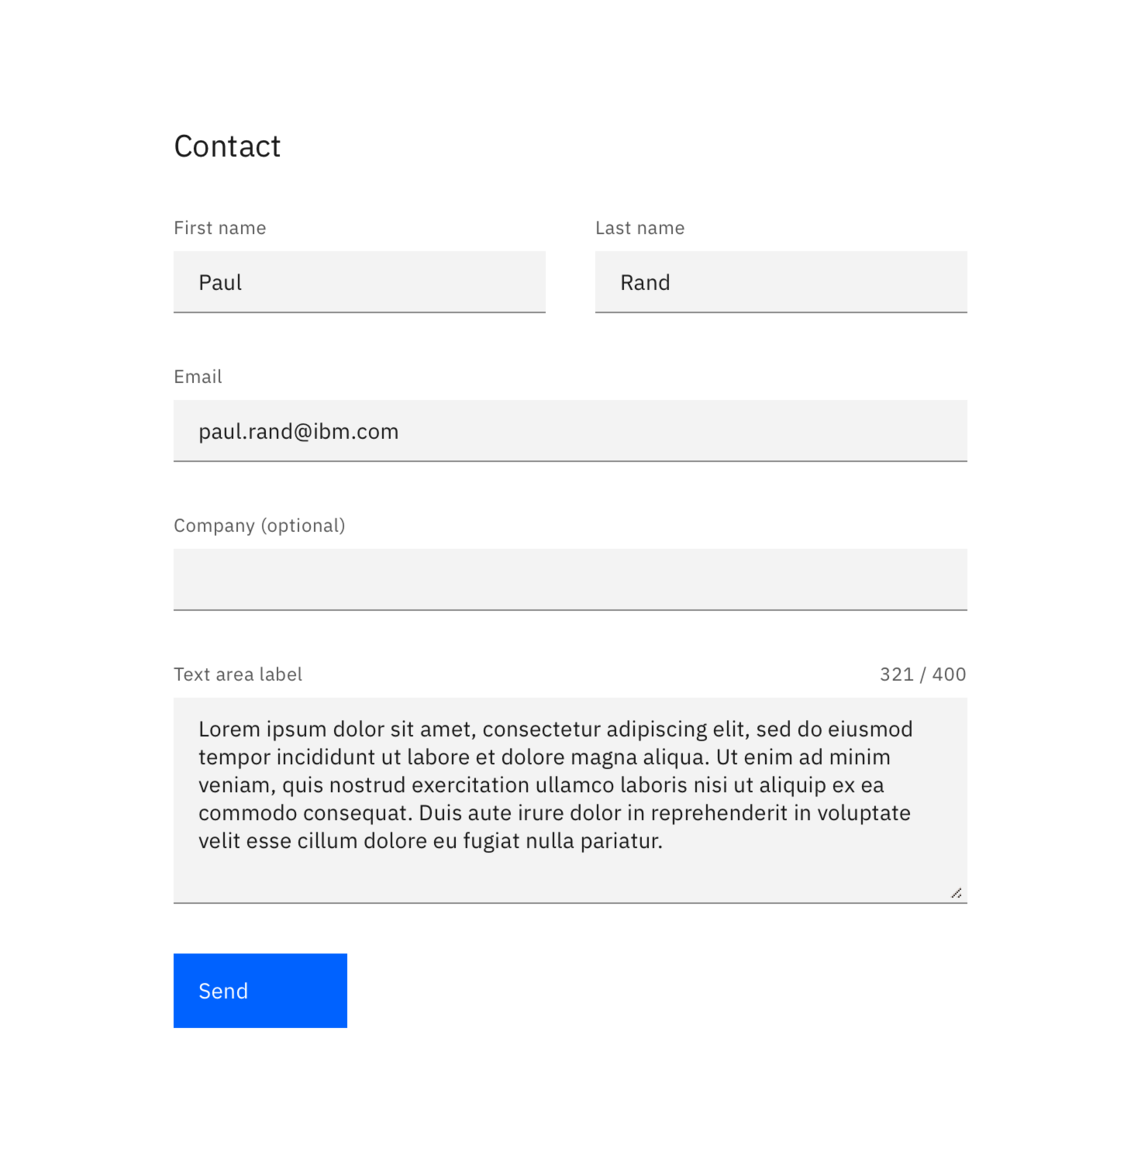 Contact
First name
Last name
Paul
Rand
Email
paul.rand@ibm.com
Company (optional)
Text area label
321 / 400
Lorem ipsum dolor sit amet, consectetur adipiscing elit, sed do eiusmod
tempor incididunt ut labore et dolore magna aliqua. Ut enim ad minim
veniam, quis nostrud exercitation ullamco laboris nisi ut aliquip ex ea
commodo consequat. Duis aute irure dolor in reprehenderit in voluptate
velit esse cillum dolore eu fugiat nulla pariatur.
Send